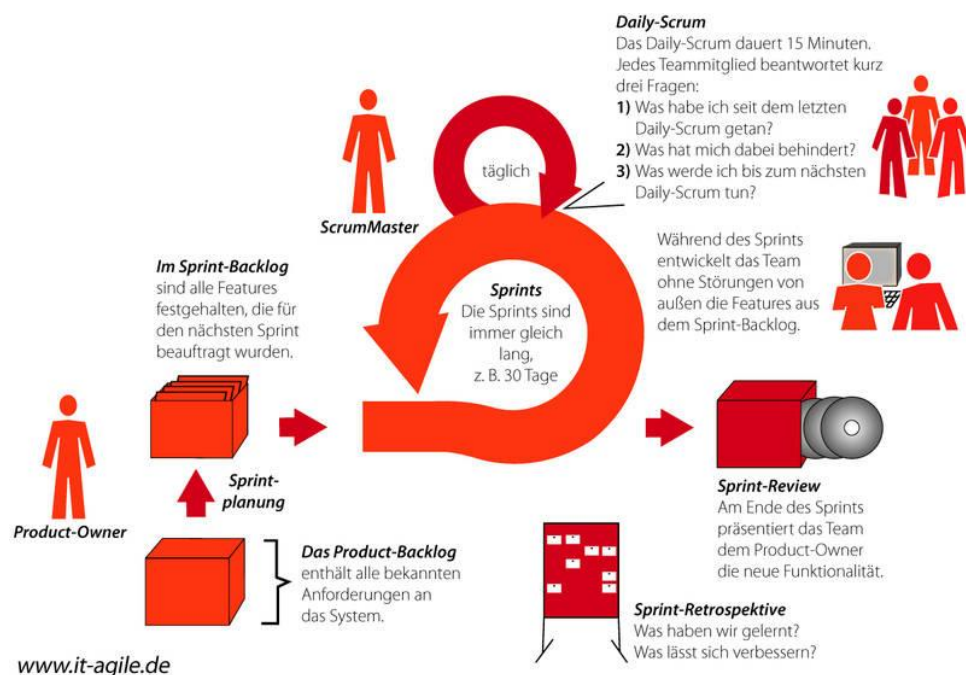 Daily-Scrum
Das Daily-Scrum dauert 15 Minuten.
Jedes Teammitglied beantwortet kurz
drei Fragen:
1) Was habe ich seit dem letzten
Daily-Scrum getan?
2) Was hat mich dabei behindert?
3) Was werde ich bis zum nächsten
Daily-Scrum tun?
täglich
ScrumMaster
Während des Sprints
entwickelt das Team
ohne Störungen von
außen die Features aus
dem Sprint-Backlog.
Im Sprint-Backlog
sind alle Features
festgehalten, die für
den nächsten Sprint
beauftragt wurden.
Sprints
Die Sprints sind
immer gleich
lang,
z. B. 30 Tage
Product-Owner
Sprint-
planung
Das Product-Backlog
enthält alle bekannten
Anforderungen an
das System.
Sprint-Review
Am Ende des Sprints
präsentiert das Team
dem Product-Owner
die neue Funktionalität.
Sprint-Retrospektive
Was haben wir gelernt?
Was lässt sich verbessern?
www.it-agile.de